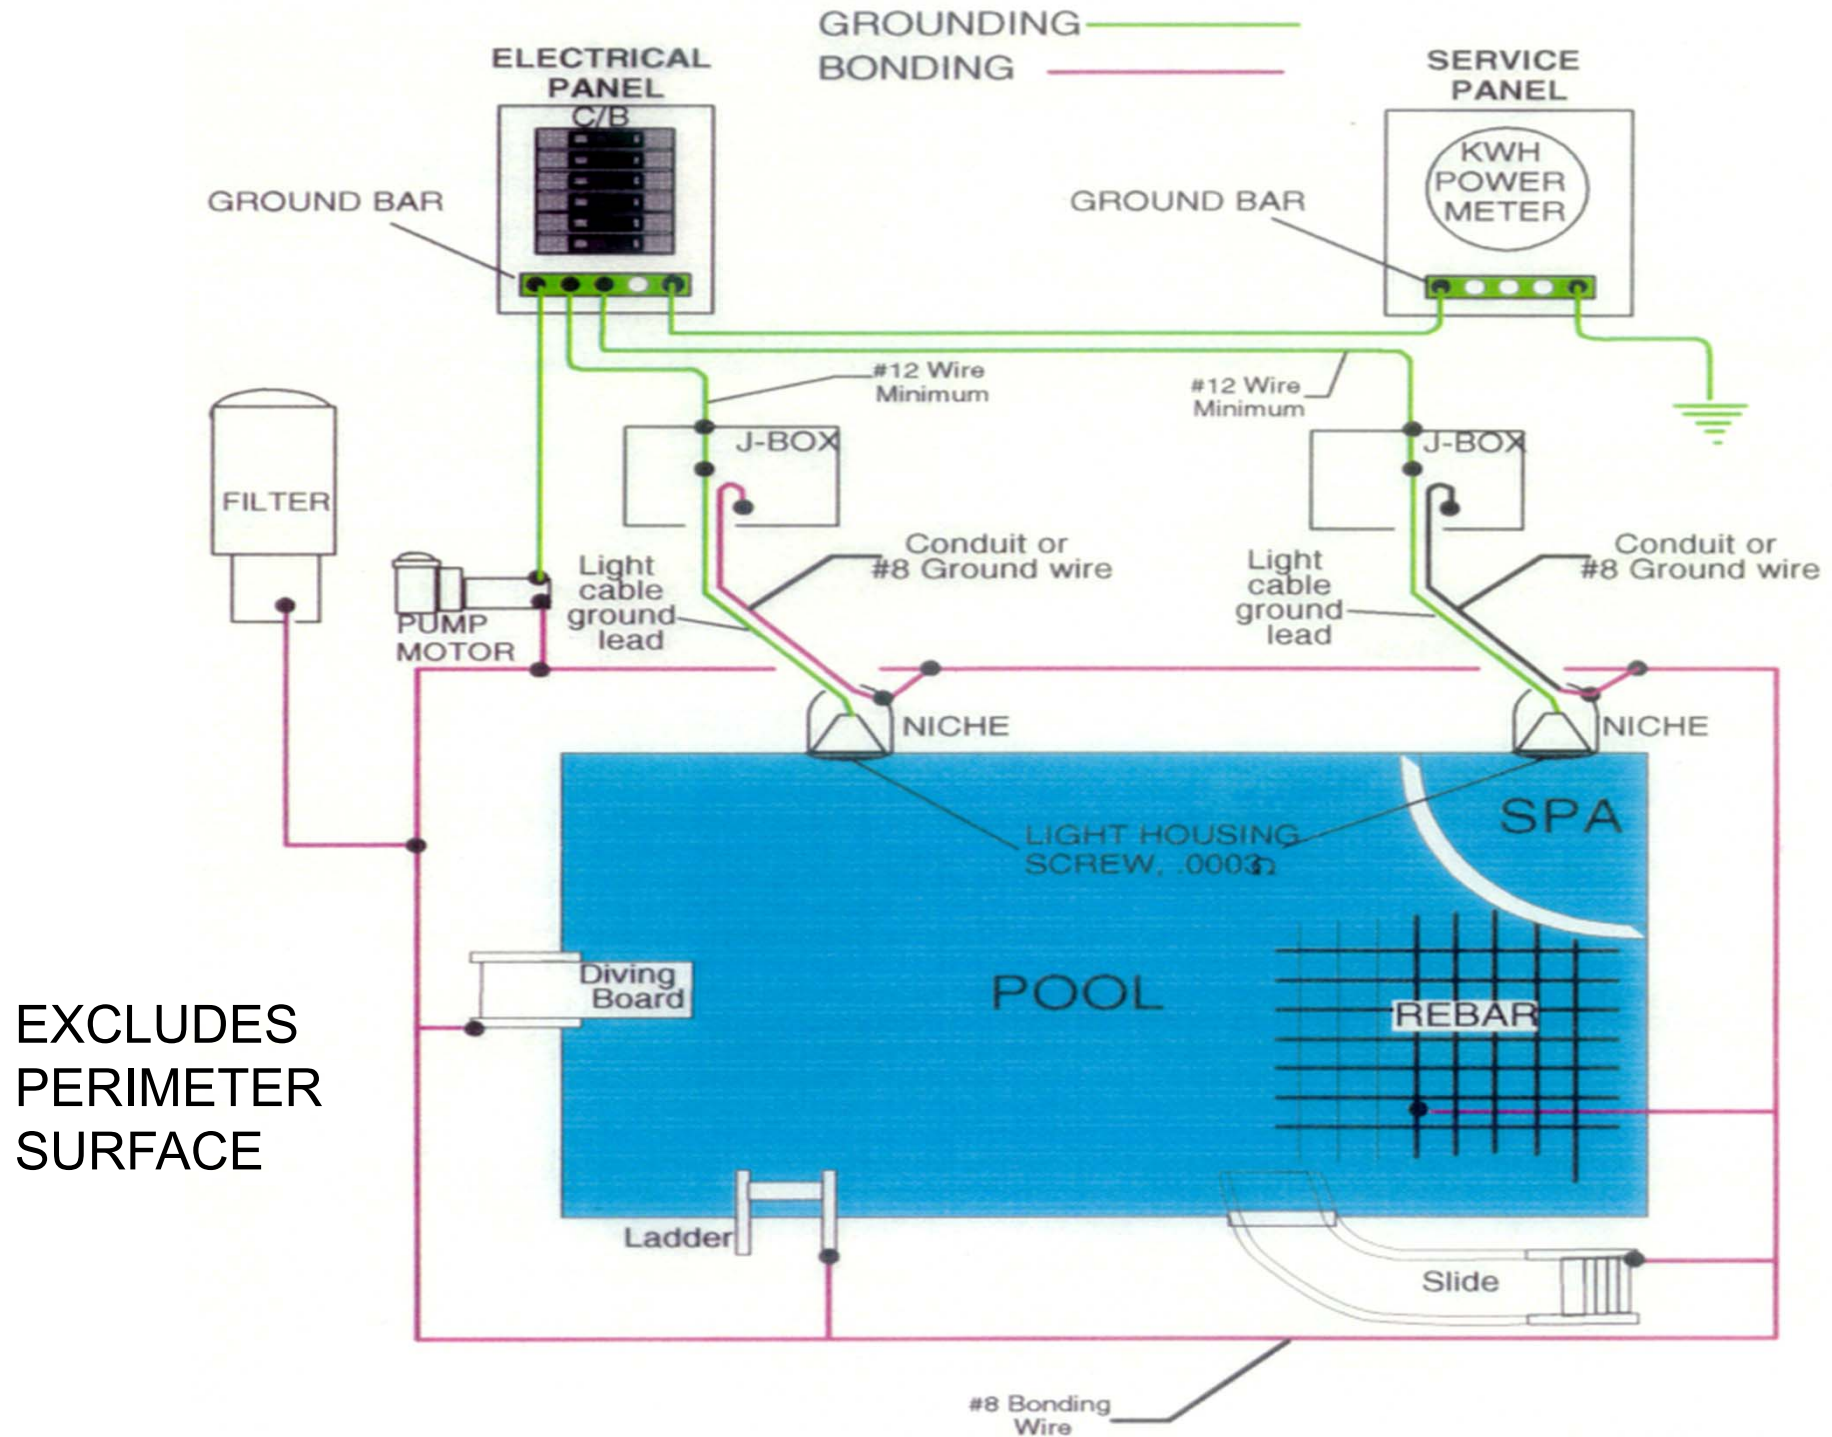 GROUNDING
BONDING
ELECTRICAL
PANEL
C/B
SERVICE
PANEL
KWH
POWER
METER
GROUND BAR
GROUND BAR
#12 Wire
Minimum
#12 Wire
Minimum
J-BOX
J-BOX
FILTER
PUMP
MOTOR
Light
cable
ground
lead
Conduit or
#8 Ground wire
Light
cable
ground
lead
Conduit or
#8 Ground wire
NICHE
NICHE
SPA
LIGHT HOUSING
SCREW, .0003Ω
Diving
Board
POOL
REBAR
EXCLUDES
PERIMETER
SURFACE
Ladder
Slide
#8 Bonding
Wire